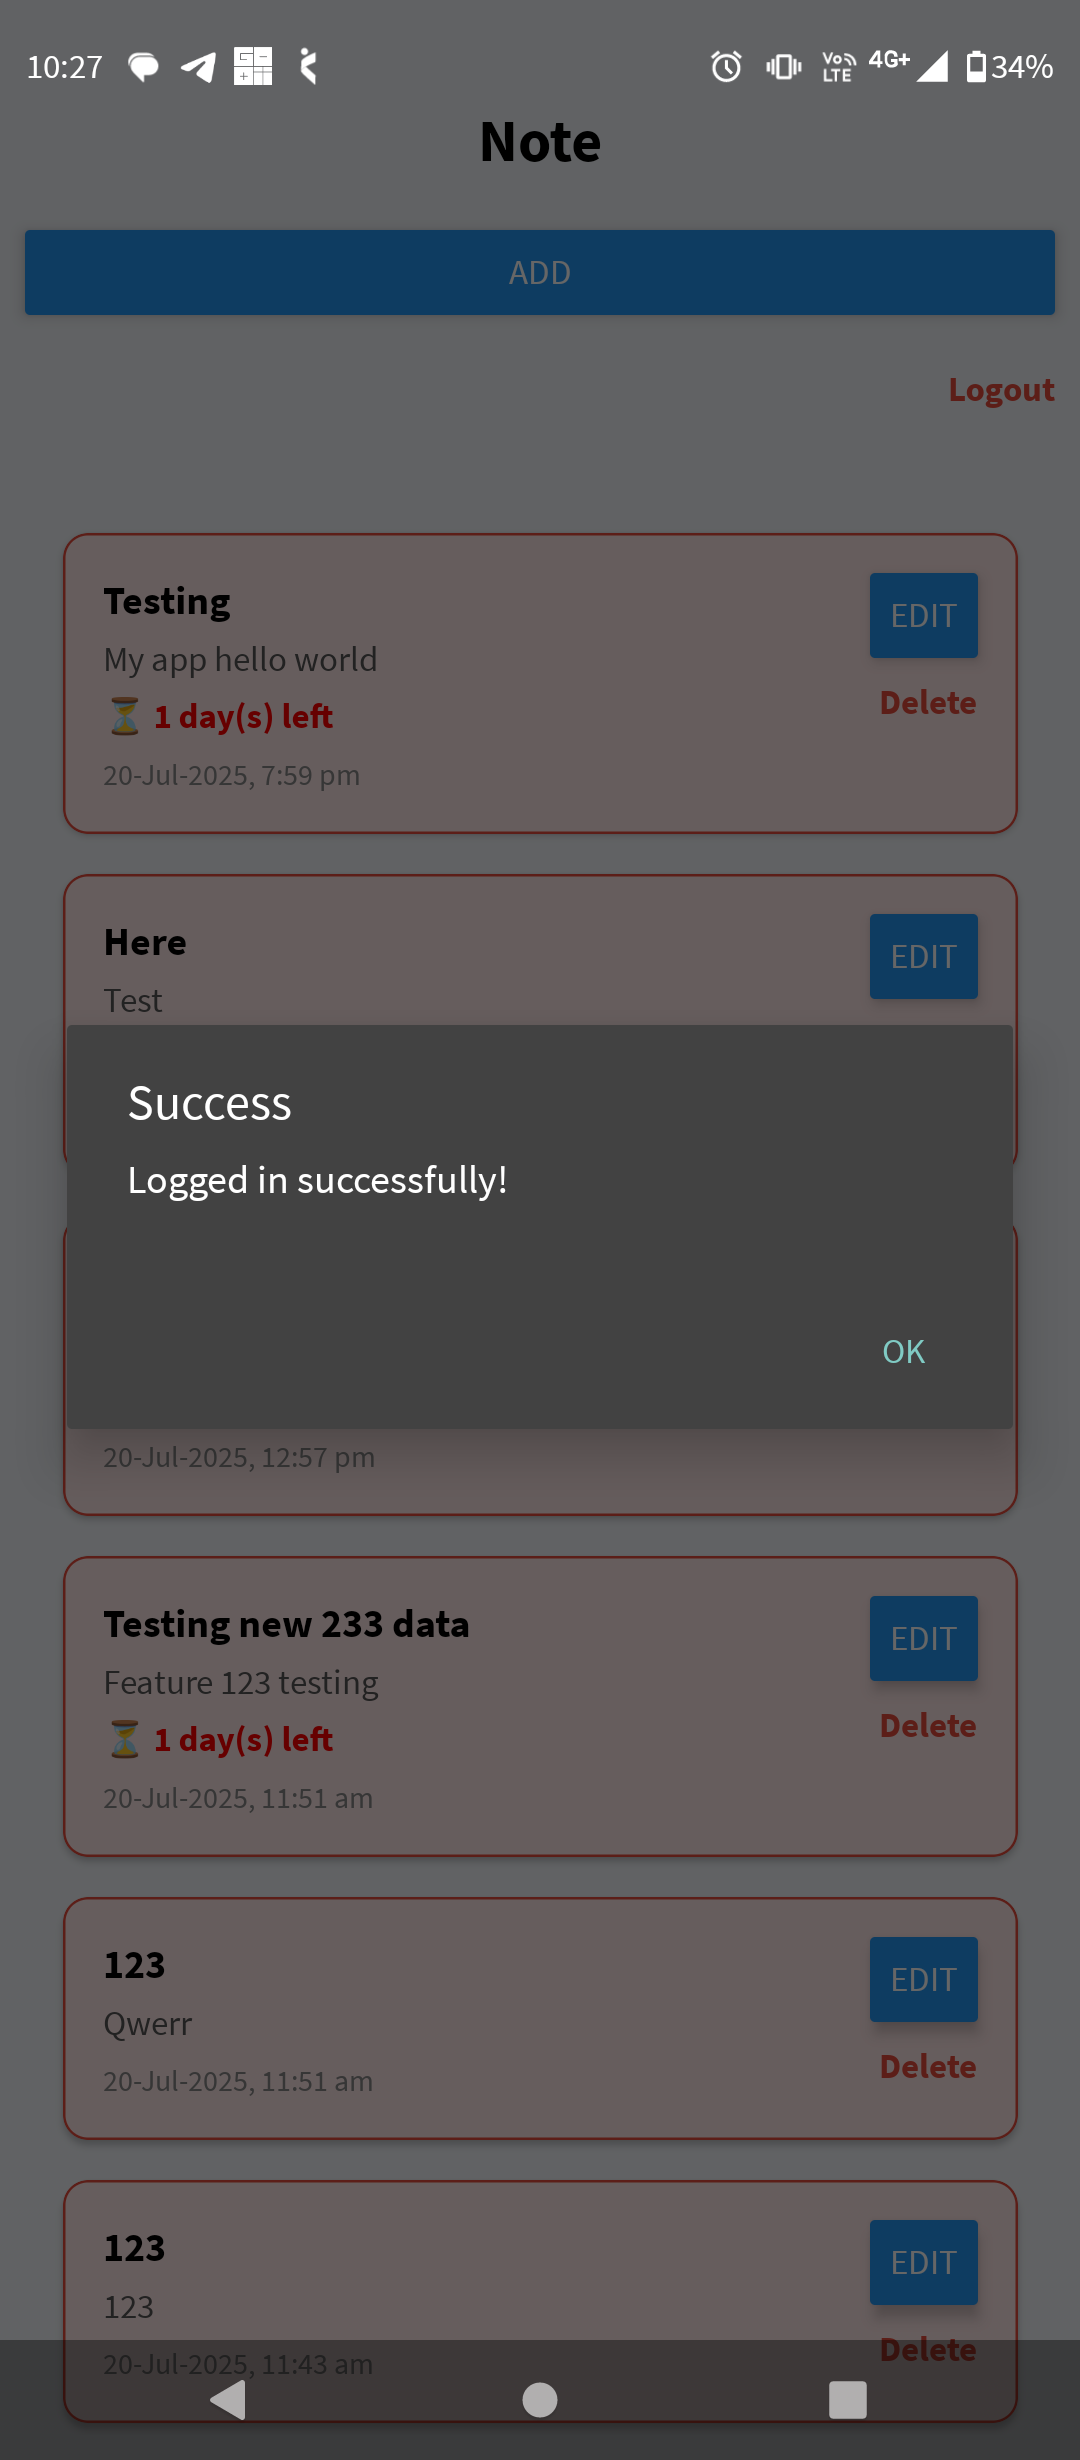 10:27
Vo LTE 4G+ 34%
Note
ADD
Logout
Testing
EDIT
My app hello world
⏳ 1 day(s) left
Delete
20-Jul-2025, 7:59 pm
Here
EDIT
Test
Success
Logged in successfully!
OK
20-Jul-2025, 12:57 pm
Testing new 233 data
EDIT
Feature 123 testing
⏳ 1 day(s) left
Delete
20-Jul-2025, 11:51 am
123
EDIT
Qwerr
Delete
20-Jul-2025, 11:51 am
123
EDIT
123
Delete
20-Jul-2025, 11:43 am